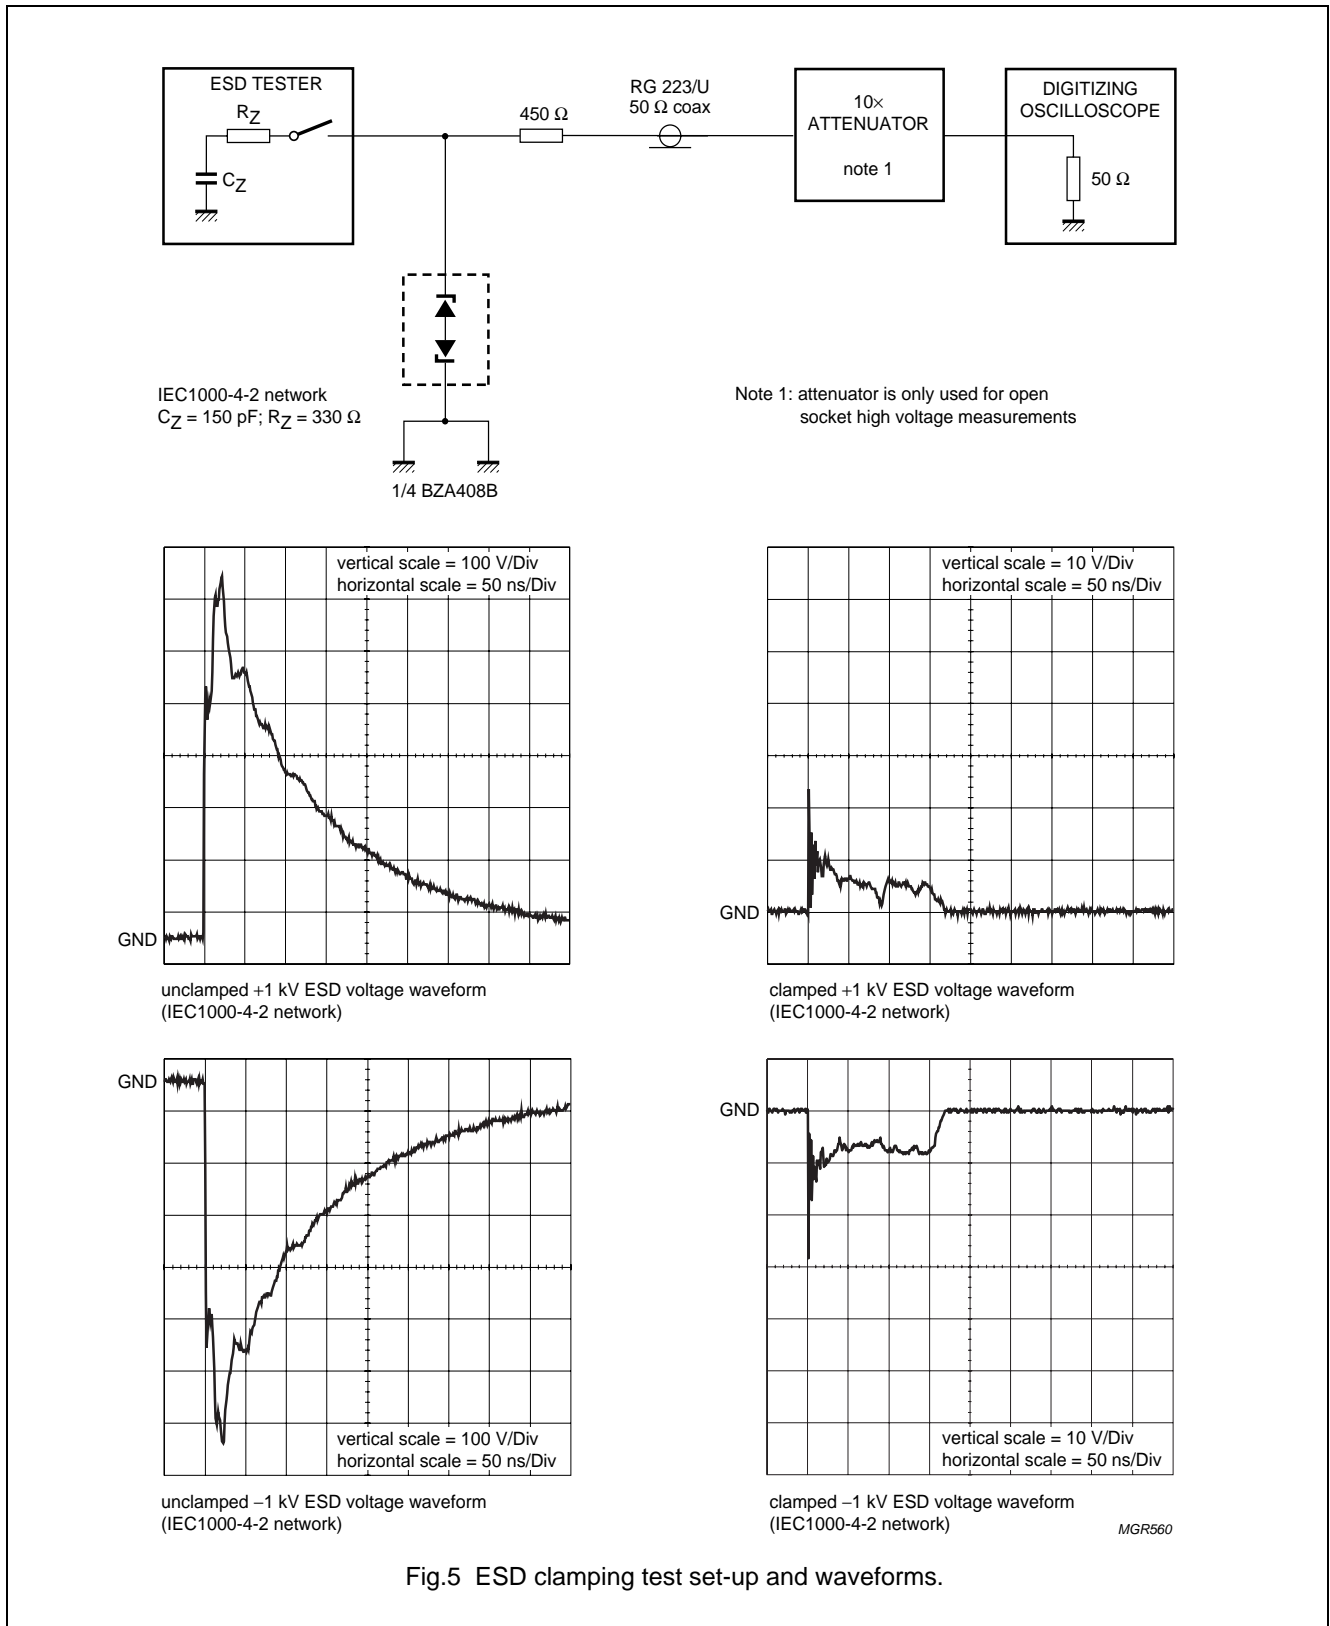 ESD TESTER
RZ
CZ
450 Ω
RG 223/U
50 Ω coax
10×
ATTENUATOR
note 1
DIGITIZING
OSCILLOSCOPE
50 Ω
IEC1000-4-2 network
CZ = 150 pF; RZ = 330 Ω
Note 1: attenuator is only used for open
socket high voltage measurements
1/4 BZA408B
vertical scale = 100 V/Div
horizontal scale = 50 ns/Div
GND
unclamped +1 kV ESD voltage waveform
(IEC1000-4-2 network)
vertical scale = 10 V/Div
horizontal scale = 50 ns/Div
GND
clamped +1 kV ESD voltage waveform
(IEC1000-4-2 network)
GND
vertical scale = 100 V/Div
horizontal scale = 50 ns/Div
unclamped −1 kV ESD voltage waveform
(IEC1000-4-2 network)
GND
vertical scale = 10 V/Div
horizontal scale = 50 ns/Div
clamped −1 kV ESD voltage waveform
(IEC1000-4-2 network)
MGR560
Fig.5 ESD clamping test set-up and waveforms.